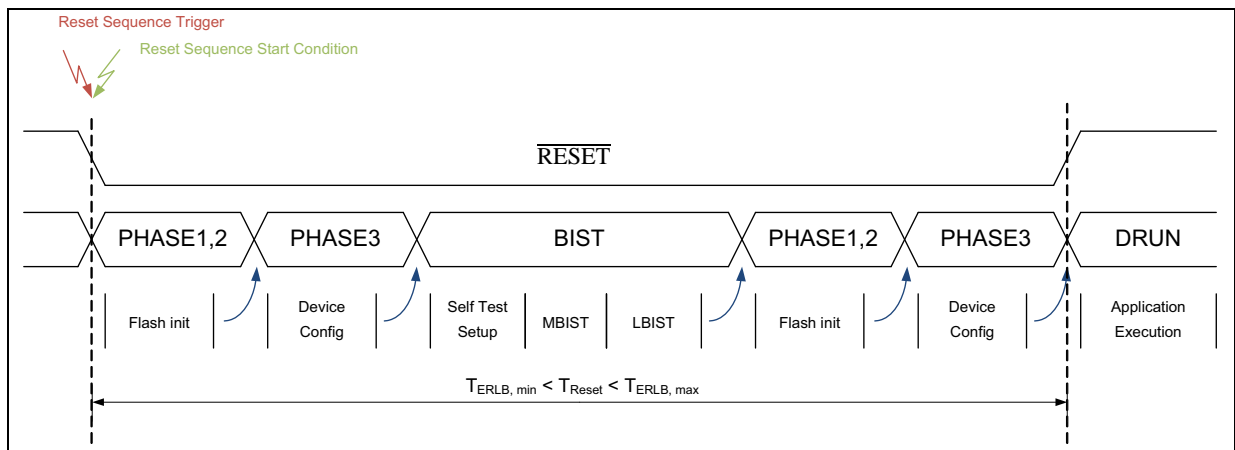 Reset Sequence Trigger
Reset Sequence Start Condition
RESET
PHASE1,2
PHASE3
BIST
PHASE1,2
PHASE3
DRUN
Flash init
Device
Config
Self Test
Setup
MBIST
LBIST
Flash init
Device
Config
Application
Execution
TERLB, min < TReset < TERLB, max